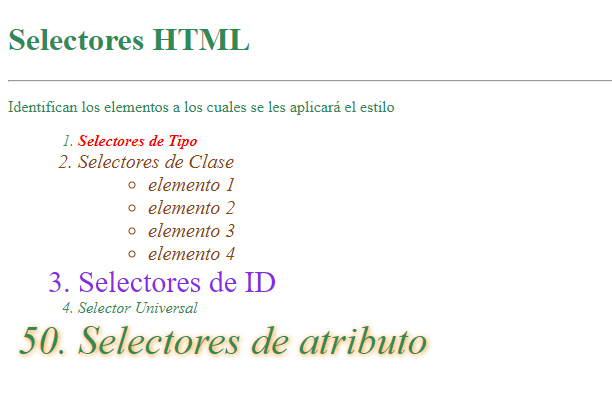 Selectores HTML
Identifican los elementos a los cuales se les aplicará el estilo
1. Selectores de Tipo
2. Selectores de Clase
elemento 1
elemento 2
elemento 3
elemento 4
3. Selectores de ID
4. Selector Universal
50. Selectores de atributo